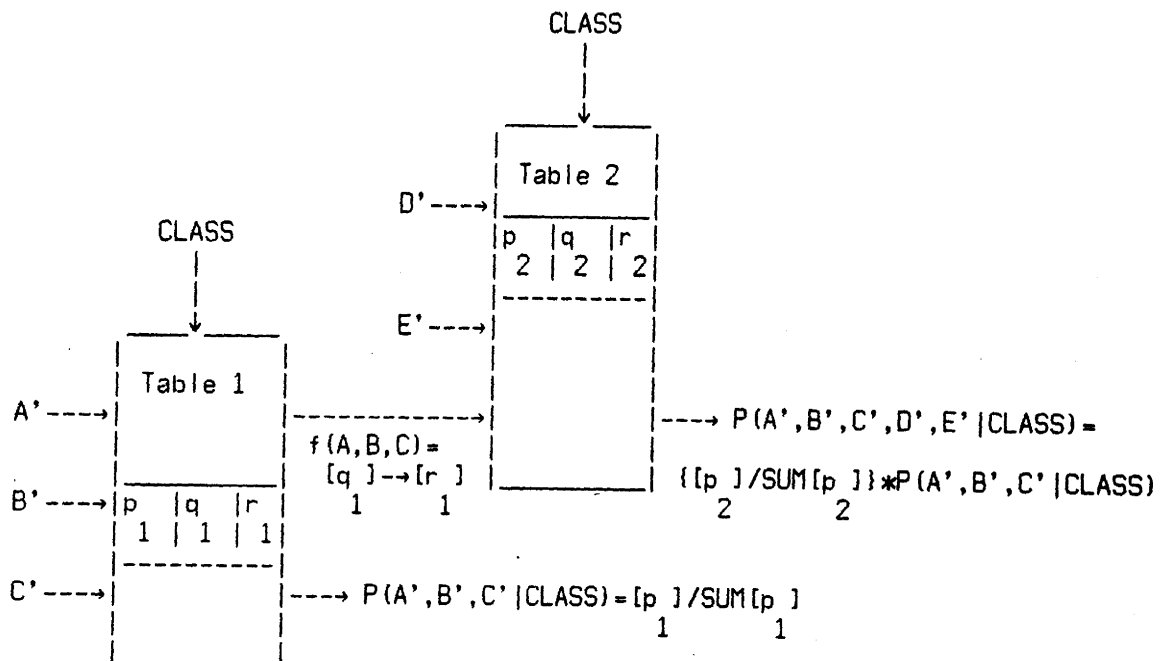 CLASS
Table 2
D'---->
CLASS
p |q |r
2 | 2 | 2
E'---->
Table 1
A'---->
----> P(A',B',C',D',E'|CLASS)=
f(A,B,C)=
[q ]-->[r ]
1 1
{[p ]/SUM[p ]}*P(A',B',C'|CLASS)
2 2
B'---->
p |q |r
1 | 1 | 1
C'---->
----> P(A',B',C'|CLASS)=[p ]/SUM[p ]
1 1